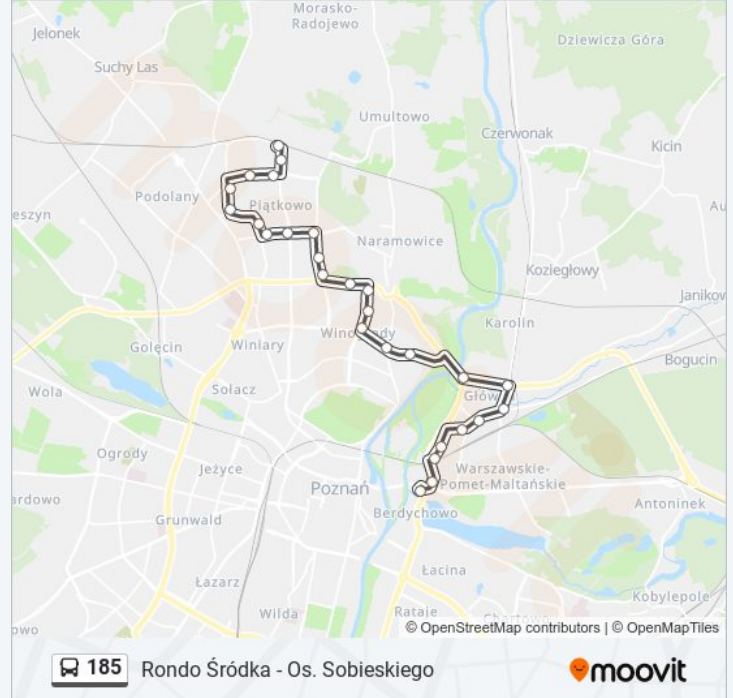 Morasko-
Radojewo
Jelonek
Dziewicza Góra
Suchy Las
Umultowo
Czerwonak
Kicin
Podolany
Piątkowo
eszyn
Au
Naramowice
Koziegłowy
Janikow
Karolin
Golęcin
Winiary
Bogucin
Wola
Sołacz
Ogrody
Jeżyce
Warszawskie-
Pomet-Maltańskie
Poznań
ardowo
Antoninek
Grunwald
Berdychowo
Łacina
Łazarz
Kobylepole
Wilda
Rataje
owo
© OpenStreetMap contributors | © OpenMapTiles
185 Rondo Śródka - Os. Sobieskiego
moovit